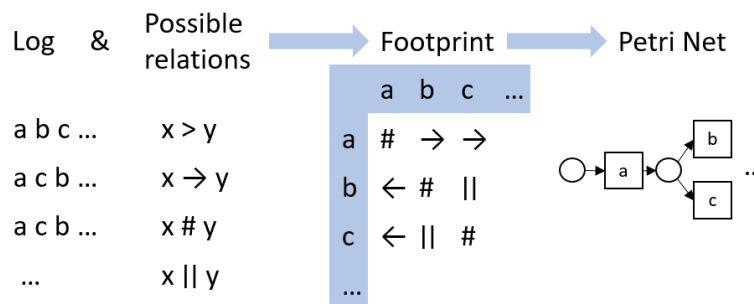 Log & Possible relations Footprint Petri Net
a b c ...
a c b ...
a c b ...
...
x > y
x → y
x # y
x || y
a b c ...
a # → →
b ← # ||
c ← || #
...
a b c ..